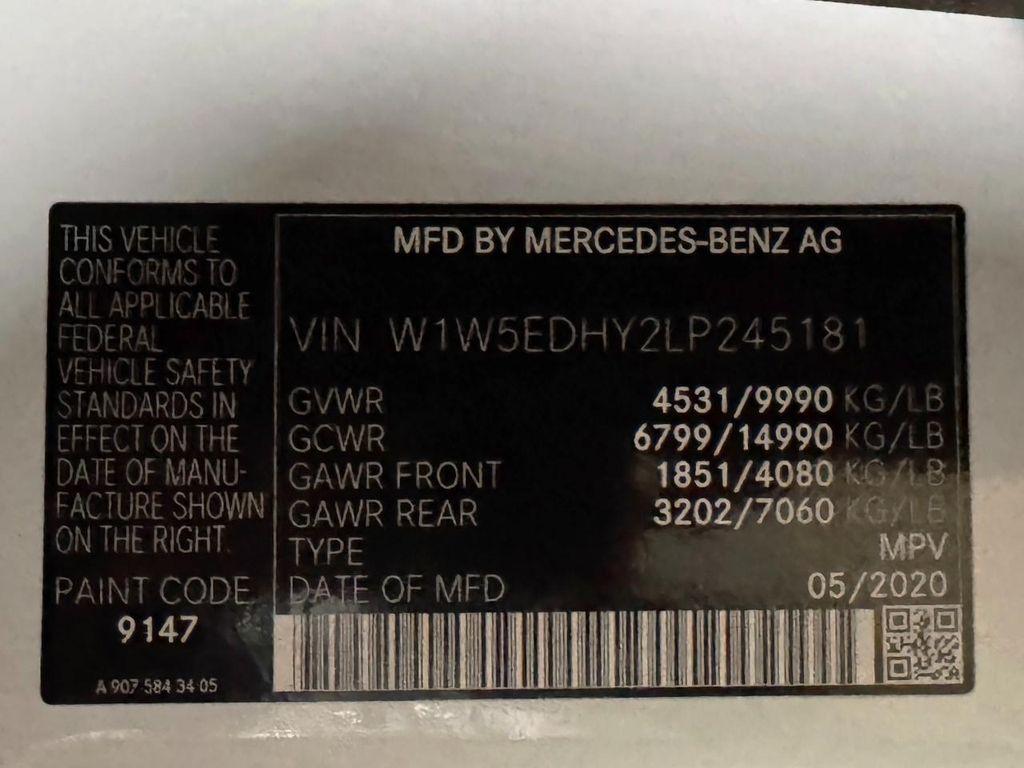 THIS VEHICLE
CONFORMS TO
ALL APPLICABLE
FEDERAL
VEHICLE SAFETY
STANDARDS IN
EFFECT ON THE
DATE OF MANU-
FACTURE SHOWN
ON THE RIGHT.
PAINT CODE
9147
A 907 584 34 05
MFD BY MERCEDES-BENZ AG
VIN W1W5EDHY2LP245181
GVWR 4531/9990 KG/LB
GCWR 6799/14990 KG/LB
GAWR FRONT 1851/4080 KG/LB
GAWR REAR 3202/7060 KG/LB
TYPE MPV
DATE OF MFD 05/2020